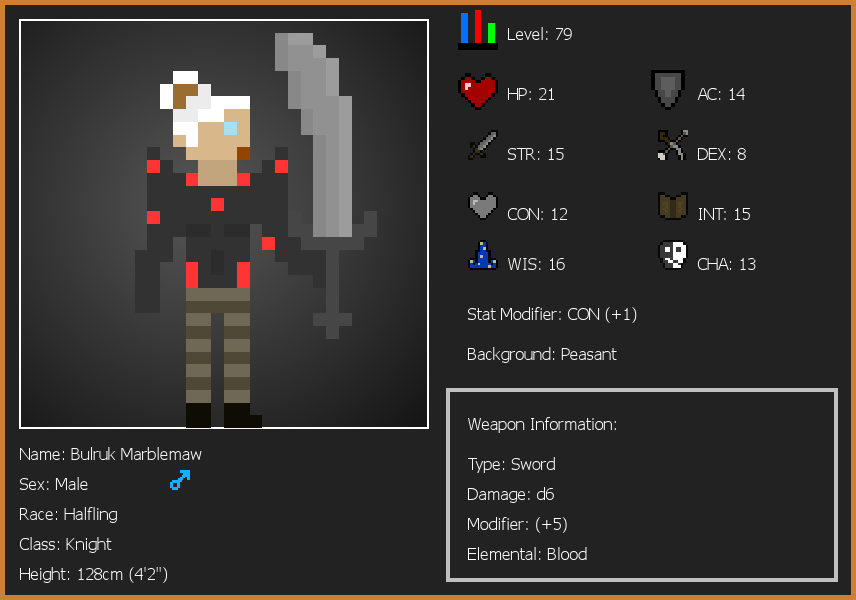 Level: 79
HP: 21
AC: 14
STR: 15
DEX: 8
CON: 12
INT: 15
WIS: 16
CHA: 13
Stat Modifier: CON (+1)
Background: Peasant
Weapon Information:
Type: Sword
Damage: d6
Modifier: (+5)
Elemental: Blood
Name: Bulruk Marblemaw
Sex: Male
Race: Halfling
Class: Knight
Height: 128cm (4'2")